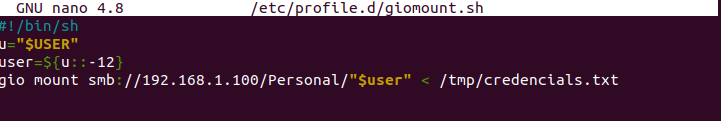 GNU nano 4.8 /etc/profile.d/giomount.sh
#!/bin/sh
u="$USER"
user=${u::-12}
gio mount smb://192.168.1.100/Personal/"$user" < /tmp/credencials.txt